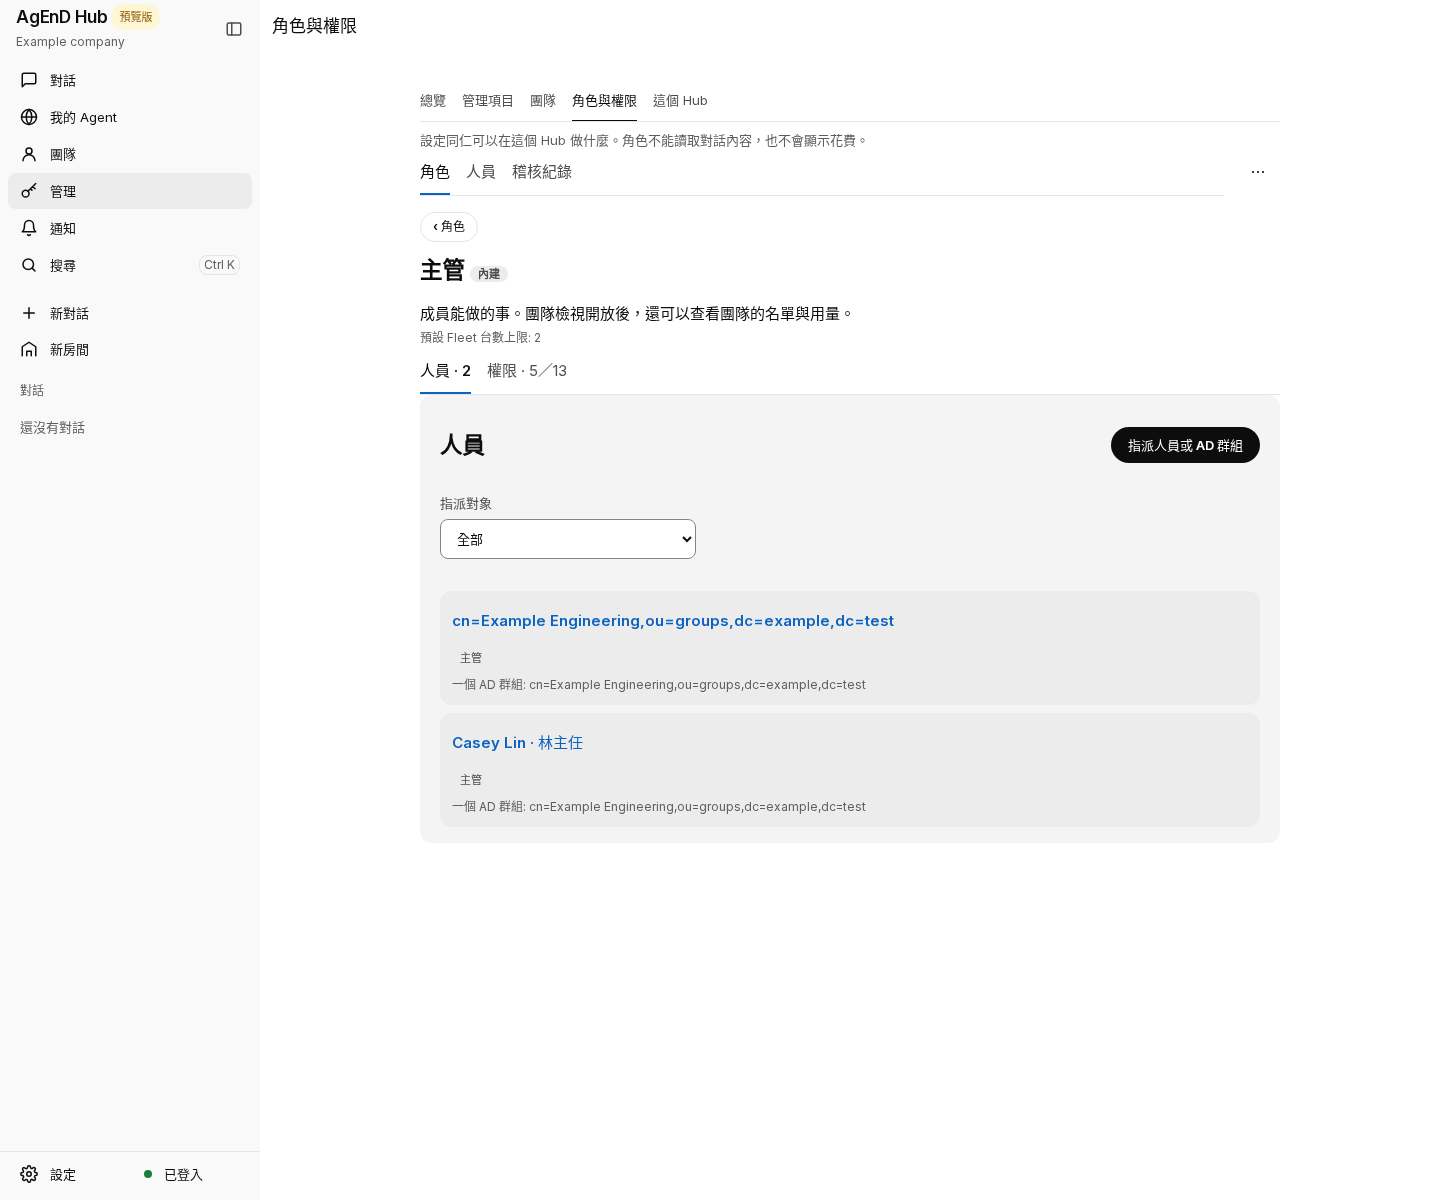 AgEnD Hub 預覽版
Example company
對話
我的 Agent
團隊
管理
通知
搜尋 Ctrl K
新對話
新房間
對話
還沒有對話
設定 已登入
角色與權限
總覽 管理項目 團隊 角色與權限 這個 Hub
設定同仁可以在這個 Hub 做什麼。角色不能讀取對話內容，也不會顯示花費。
角色 人員 稽核紀錄 ···
‹ 角色
主管 內建
成員能做的事。團隊檢視開放後，還可以查看團隊的名單與用量。
預設 Fleet 台數上限: 2
人員 · 2 權限 · 5／13
人員 指派人員或 AD 群組
指派對象
全部
cn=Example Engineering,ou=groups,dc=example,dc=test
主管
一個 AD 群組: cn=Example Engineering,ou=groups,dc=example,dc=test
Casey Lin · 林主任
主管
一個 AD 群組: cn=Example Engineering,ou=groups,dc=example,dc=test